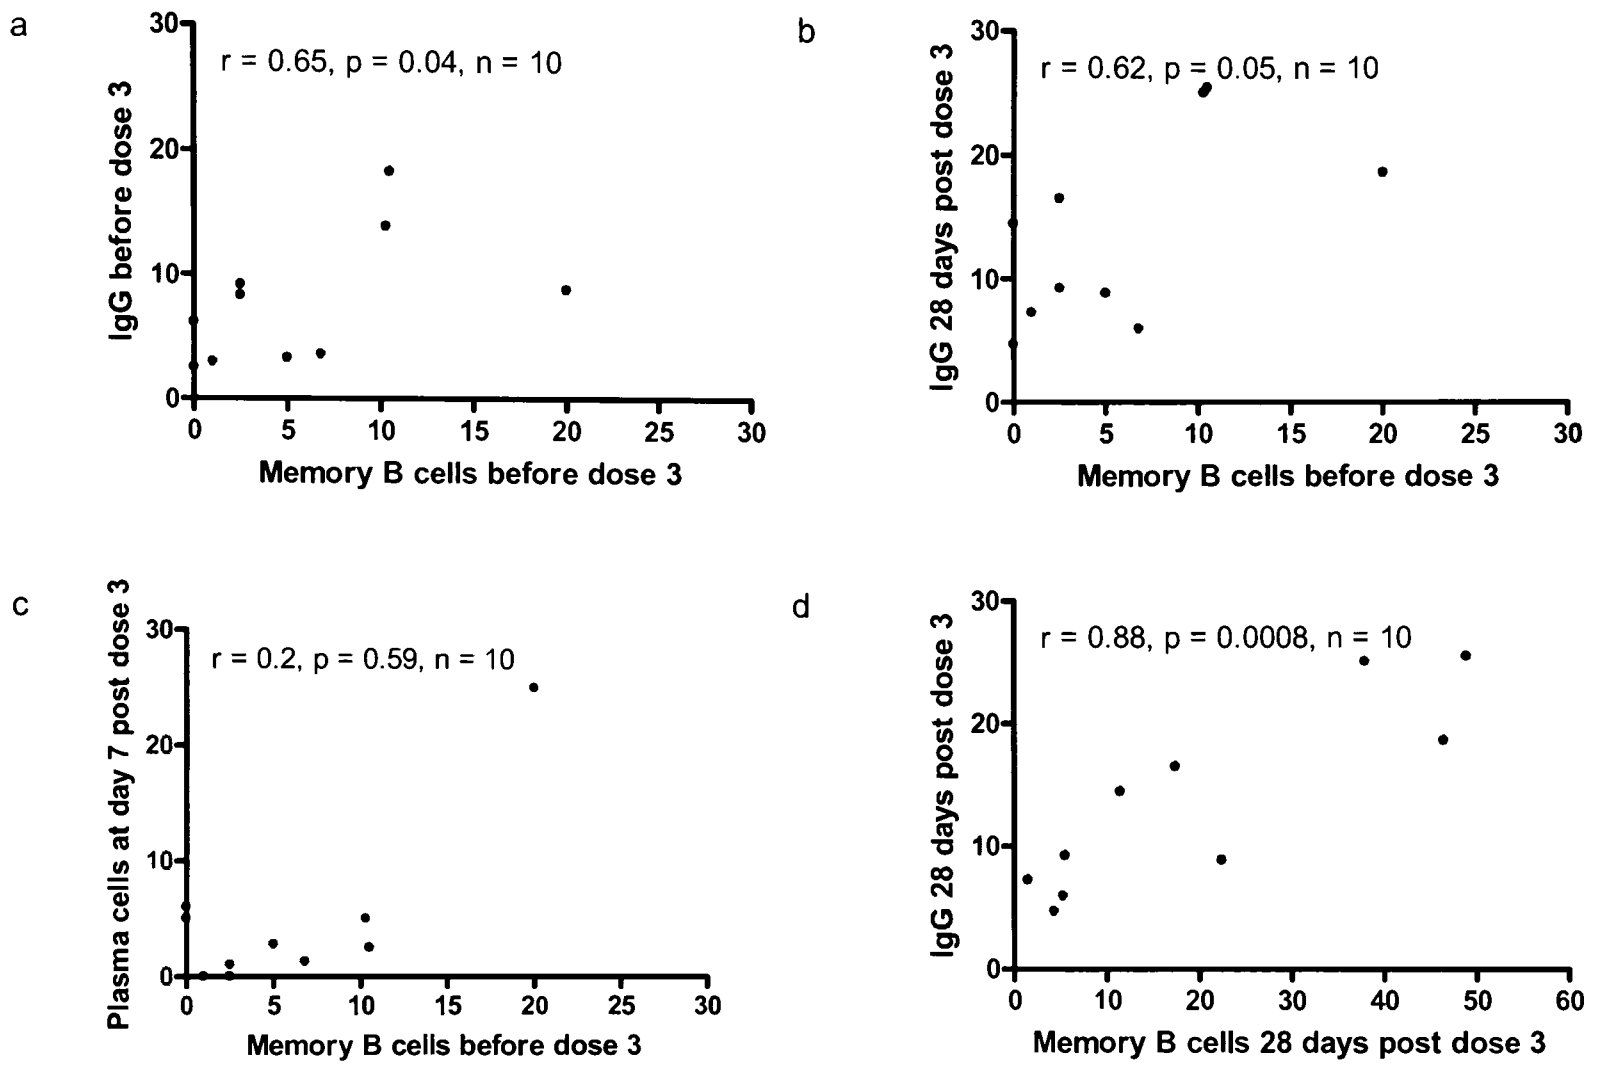 a
r = 0.65, p = 0.04, n = 10
IgG before dose 3
30
20
10
0
0 5 10 15 20 25 30
Memory B cells before dose 3
b
r = 0.62, p = 0.05, n = 10
IgG 28 days post dose 3
30
20
10
0
0 5 10 15 20 25 30
Memory B cells before dose 3
c
r = 0.2, p = 0.59, n = 10
Plasma cells at day 7 post dose 3
30
20
10
0
0 5 10 15 20 25 30
Memory B cells before dose 3
d
r = 0.88, p = 0.0008, n = 10
IgG 28 days post dose 3
30
20
10
0
0 10 20 30 40 50 60
Memory B cells 28 days post dose 3